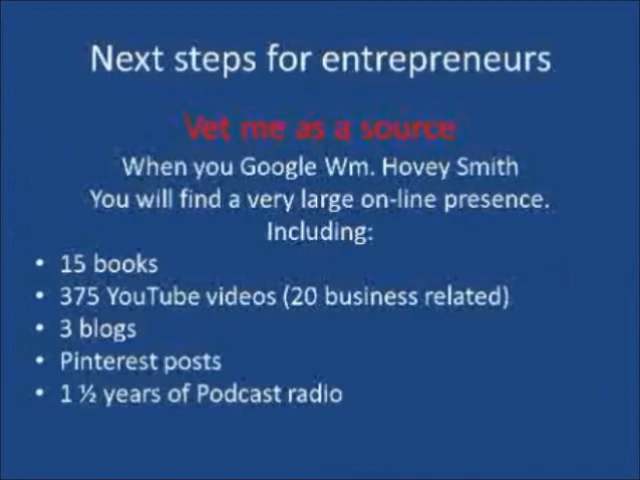 Next steps for entrepreneurs
Vet me as a source
When you Google Wm. Hovey Smith
You will find a very large on-line presence.
Including:
• 15 books
• 375 YouTube videos (20 business related)
• 3 blogs
• Pinterest posts
• 1 ½ years of Podcast radio